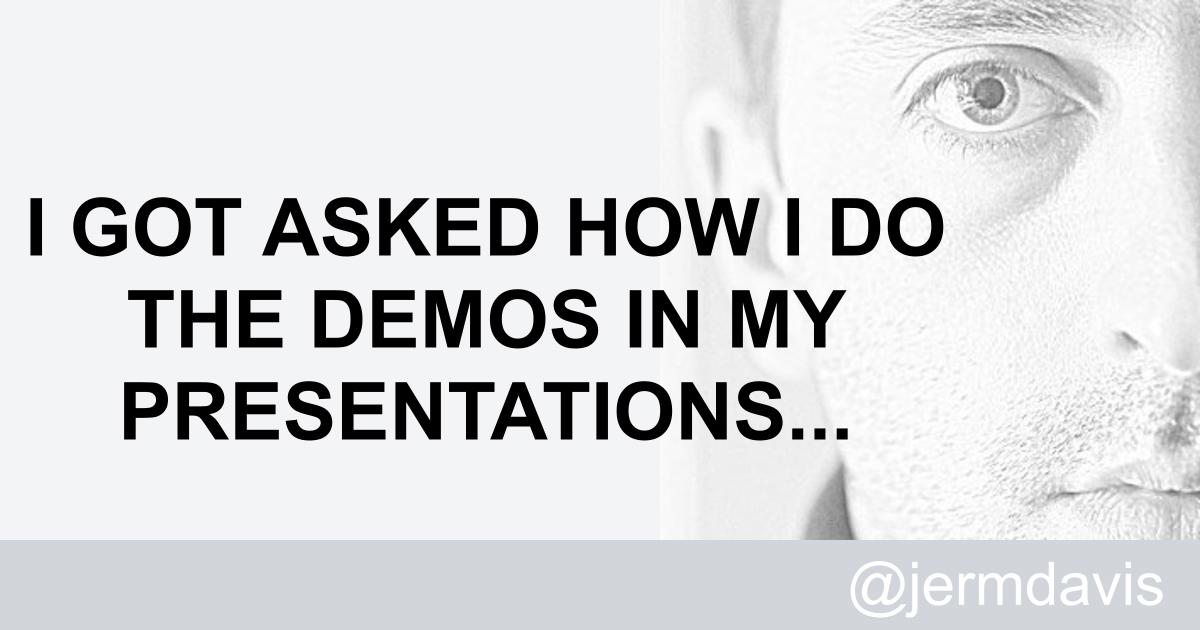 I GOT ASKED HOW I DO
THE DEMOS IN MY
PRESENTATIONS...
@jermdavis